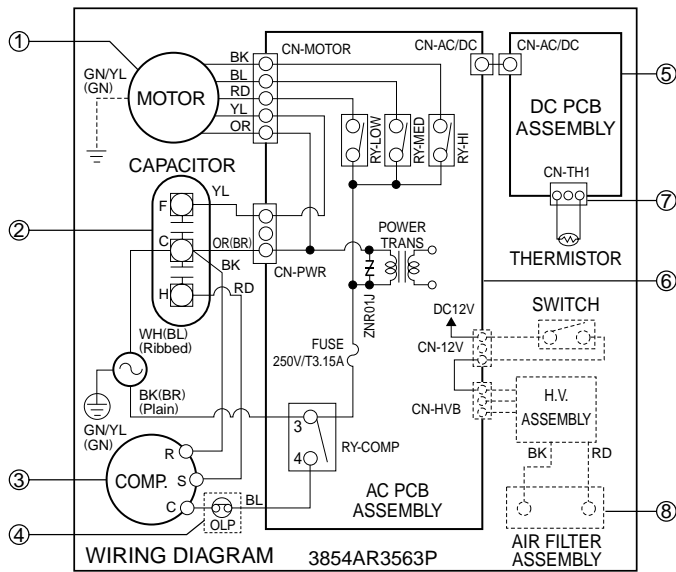 1
CN-MOTOR
CN-AC/DC
CN-AC/DC
5
BK
BL
RD
YL
OR
GN/YL
(GN)
MOTOR
RY-LOW
RY-MED
RY-HI
DC PCB
ASSEMBLY
CAPACITOR
CN-TH1
7
F
YL
2
C
OR(BR)
BK
POWER
TRANS
THERMISTOR
CN-PWR
H
RD
ZNR01J
6
DC12V
SWITCH
WH(BL)
(Ribbed)
FUSE
250V/T3.15A
CN-12V
BK(BR)
(Plain)
CN-HVB
H.V.
ASSEMBLY
GN/YL
(GN)
3
RY-COMP
4
R
BK
RD
3
COMP.
S
C
BL
OLP
4
AC PCB
ASSEMBLY
8
AIR FILTER
ASSEMBLY
WIRING DIAGRAM
3854AR3563P